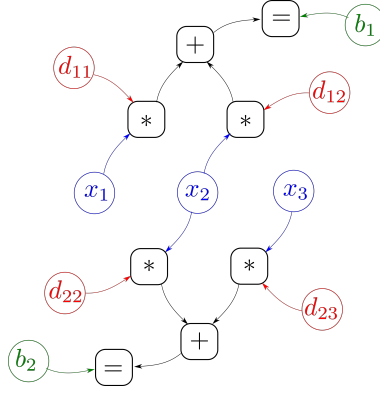 = b₁
+
d₁₁ d₁₂
* *
x₁ x₂ x₃
* *
d₂₂ d₂₃
+
b₂ =